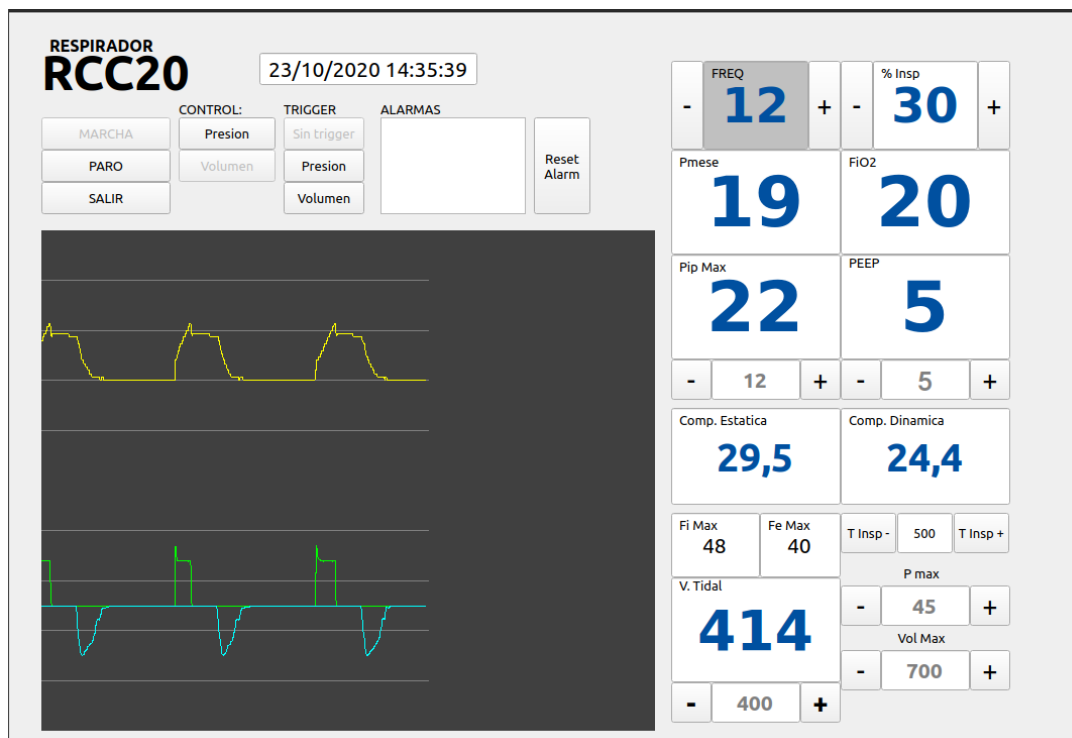 RESPIRADOR
RCC20
23/10/2020 14:35:39
CONTROL:
TRIGGER
ALARMAS
MARCHA
Presion
Sin trigger
PARO
Volumen
Presion
Reset
Alarm
SALIR
Volumen
FREQ
- 12 +
% Insp
- 30 +
Pmese
19
FiO2
20
Pip Max
22
PEEP
5
- 12 +
- 5 +
Comp. Estatica
29,5
Comp. Dinamica
24,4
Fi Max
48
Fe Max
40
T Insp -
500
T Insp +
P max
- 45 +
V. Tidal
414
Vol Max
- 700 +
- 400 +